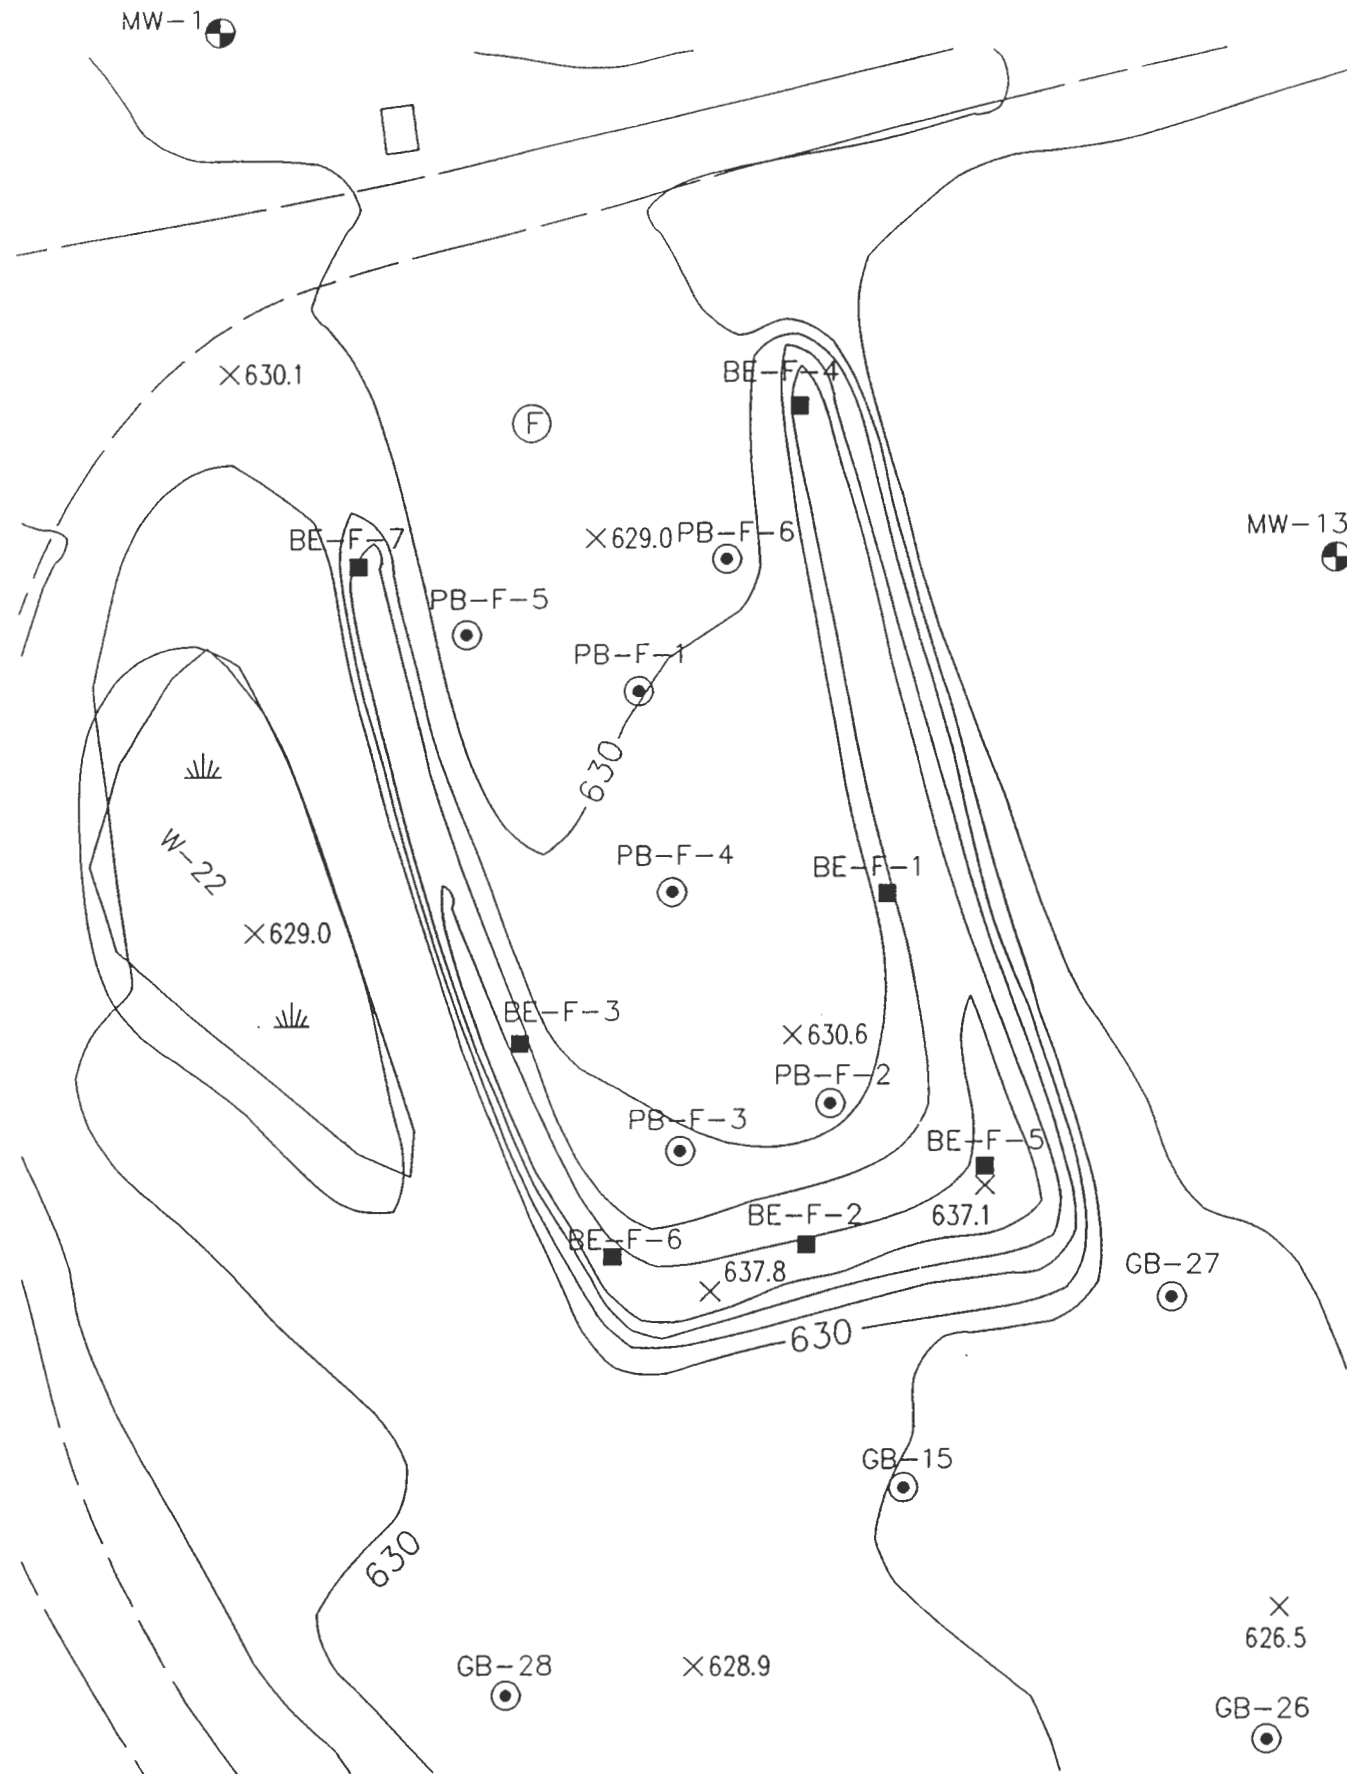 MW-1
630.1
F
BE-F-4
BE-F-7
629.0
PB-F-6
MW-13
PB-F-5
PB-F-1
630
W-22
PB-F-4
BE-F-1
629.0
BE-F-3
630.6
PB-F-2
PB-F-3
BE-F-5
637.1
BE-F-2
BE-F-6
637.8
GB-27
630
GB-15
630
626.5
GB-28
628.9
GB-26